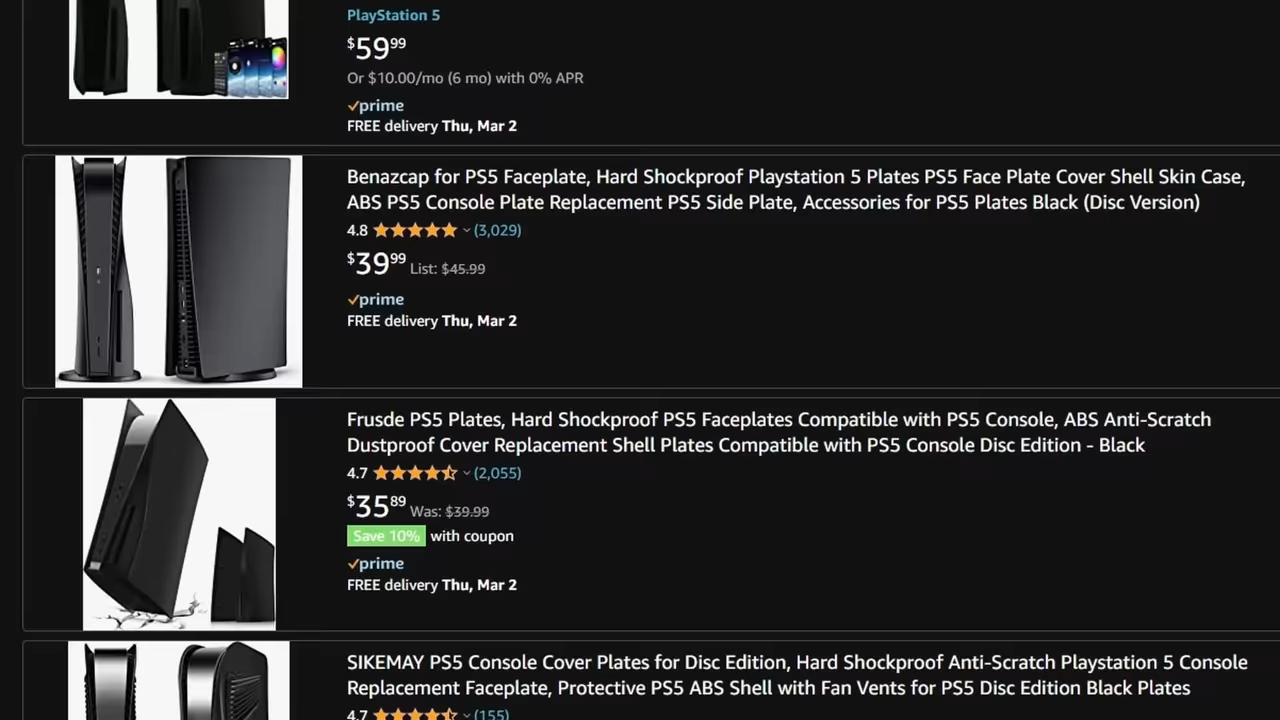 PlayStation 5
$59.99
Or $10.00/mo (6 mo) with 0% APR
prime
FREE delivery Thu, Mar 2
Benazcap for PS5 Faceplate, Hard Shockproof Playstation 5 Plates PS5 Face Plate Cover Shell Skin Case,
ABS PS5 Console Plate Replacement PS5 Side Plate, Accessories for PS5 Plates Black (Disc Version)
4.8 (3,029)
$39.99 List: $45.99
prime
FREE delivery Thu, Mar 2
Frusde PS5 Plates, Hard Shockproof PS5 Faceplates Compatible with PS5 Console, ABS Anti-Scratch
Dustproof Cover Replacement Shell Plates Compatible with PS5 Console Disc Edition - Black
4.7 (2,055)
$35.89 Was: $39.99
Save 10% with coupon
prime
FREE delivery Thu, Mar 2
SIKEMAY PS5 Console Cover Plates for Disc Edition, Hard Shockproof Anti-Scratch Playstation 5 Console
Replacement Faceplate, Protective PS5 ABS Shell with Fan Vents for PS5 Disc Edition Black Plates
4.7 (155)